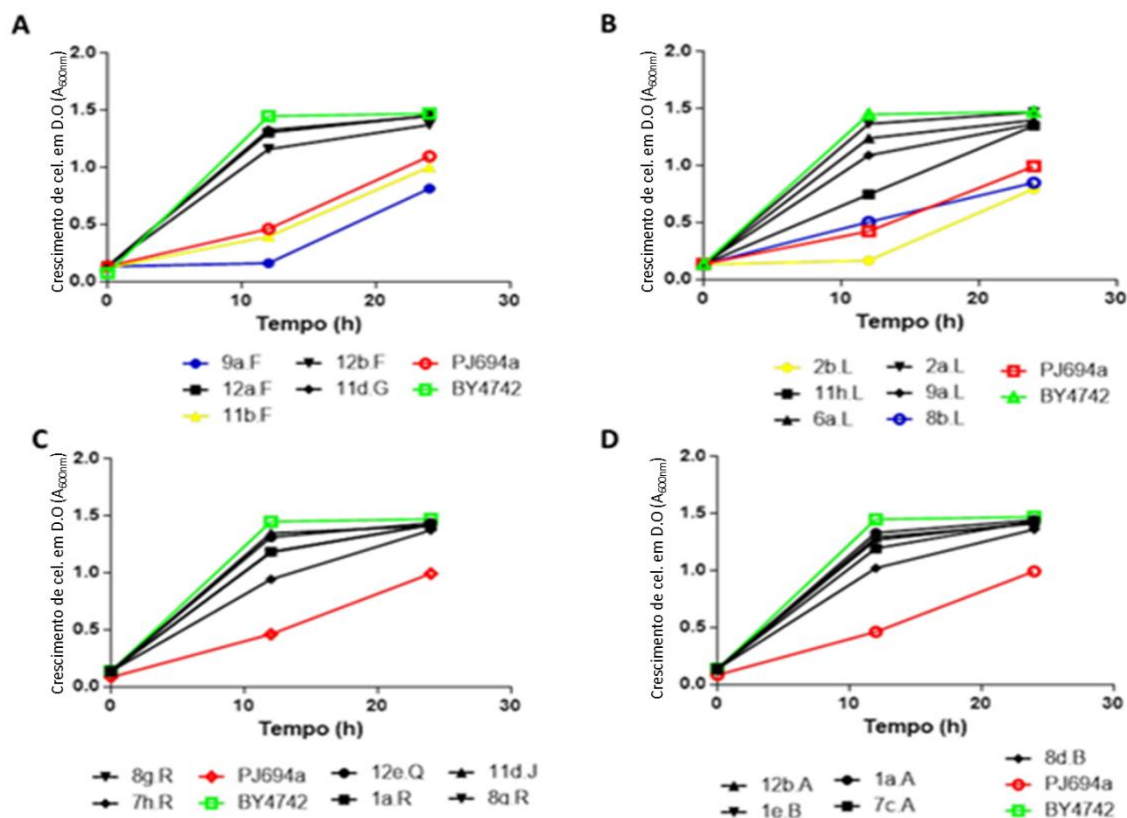 A
Crescimento de cel. em D.O (A600nm)
2.0
1.5
1.0
0.5
0.0
0 10 20 30
Tempo (h)
9a.F 12b.F PJ694a
12a.F 11d.G BY4742
11b.F
B
Crescimento de cel. em D.O (A600nm)
2.0
1.5
1.0
0.5
0.0
0 10 20 30
Tempo (h)
2b.L 2a.L PJ694a
11h.L 9a.L BY4742
6a.L 8b.L
C
Crescimento de cel. em D.O (A600nm)
2.0
1.5
1.0
0.5
0.0
0 10 20 30
Tempo (h)
8g.R PJ694a 12e.Q 11d.J
7h.R BY4742 1a.R 8g.R
D
Crescimento de cel. em D.O (A600nm)
2.0
1.5
1.0
0.5
0.0
0 10 20 30
Tempo (h)
8d.B
12b.A 1a.A PJ694a
1e.B 7c.A BY4742